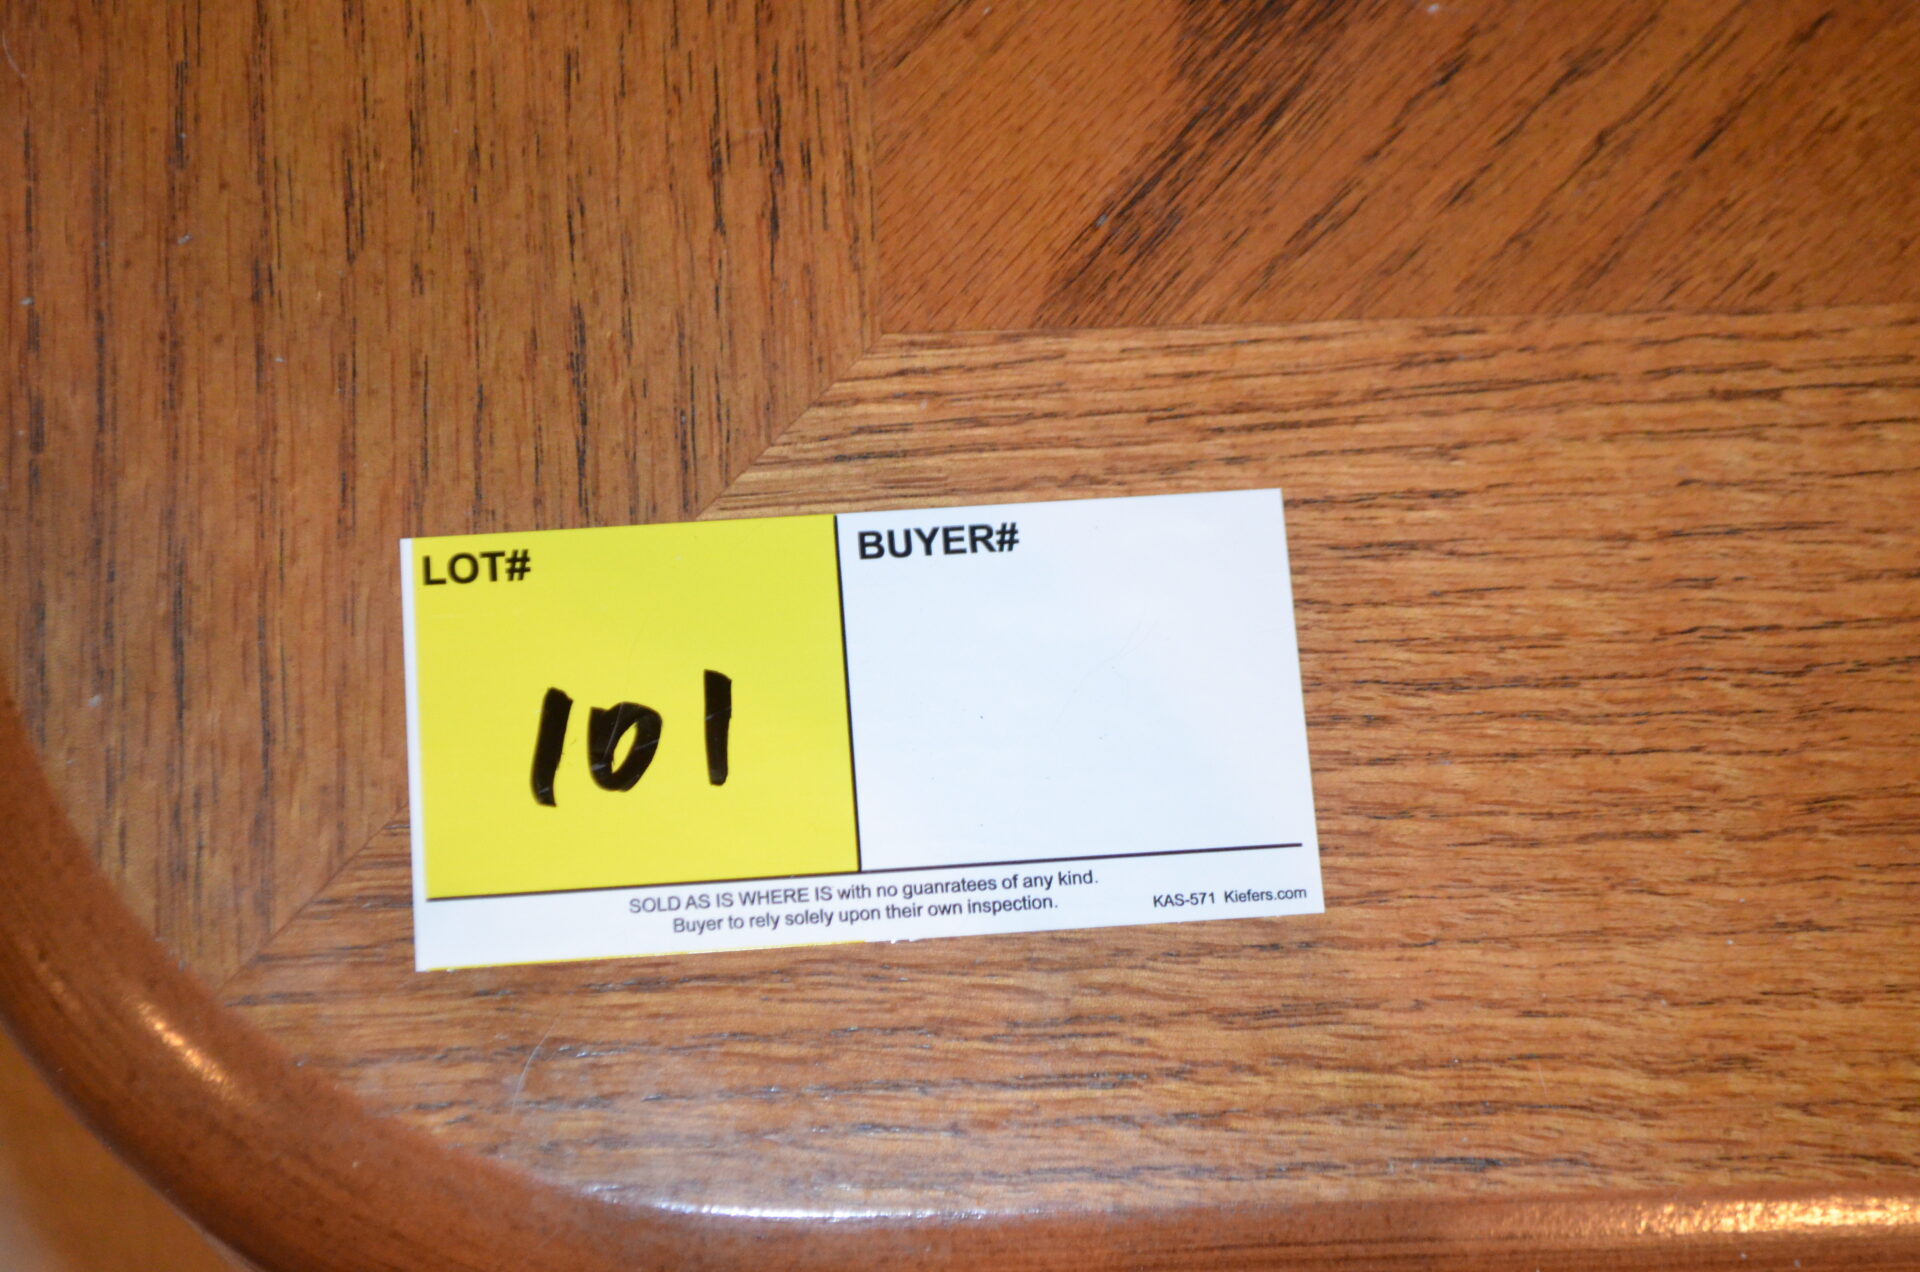 LOT#
BUYER#
101
SOLD AS IS WHERE IS with no guanratees of any kind.
Buyer to rely solely upon their own inspection.
KAS-571 Kiefers.com